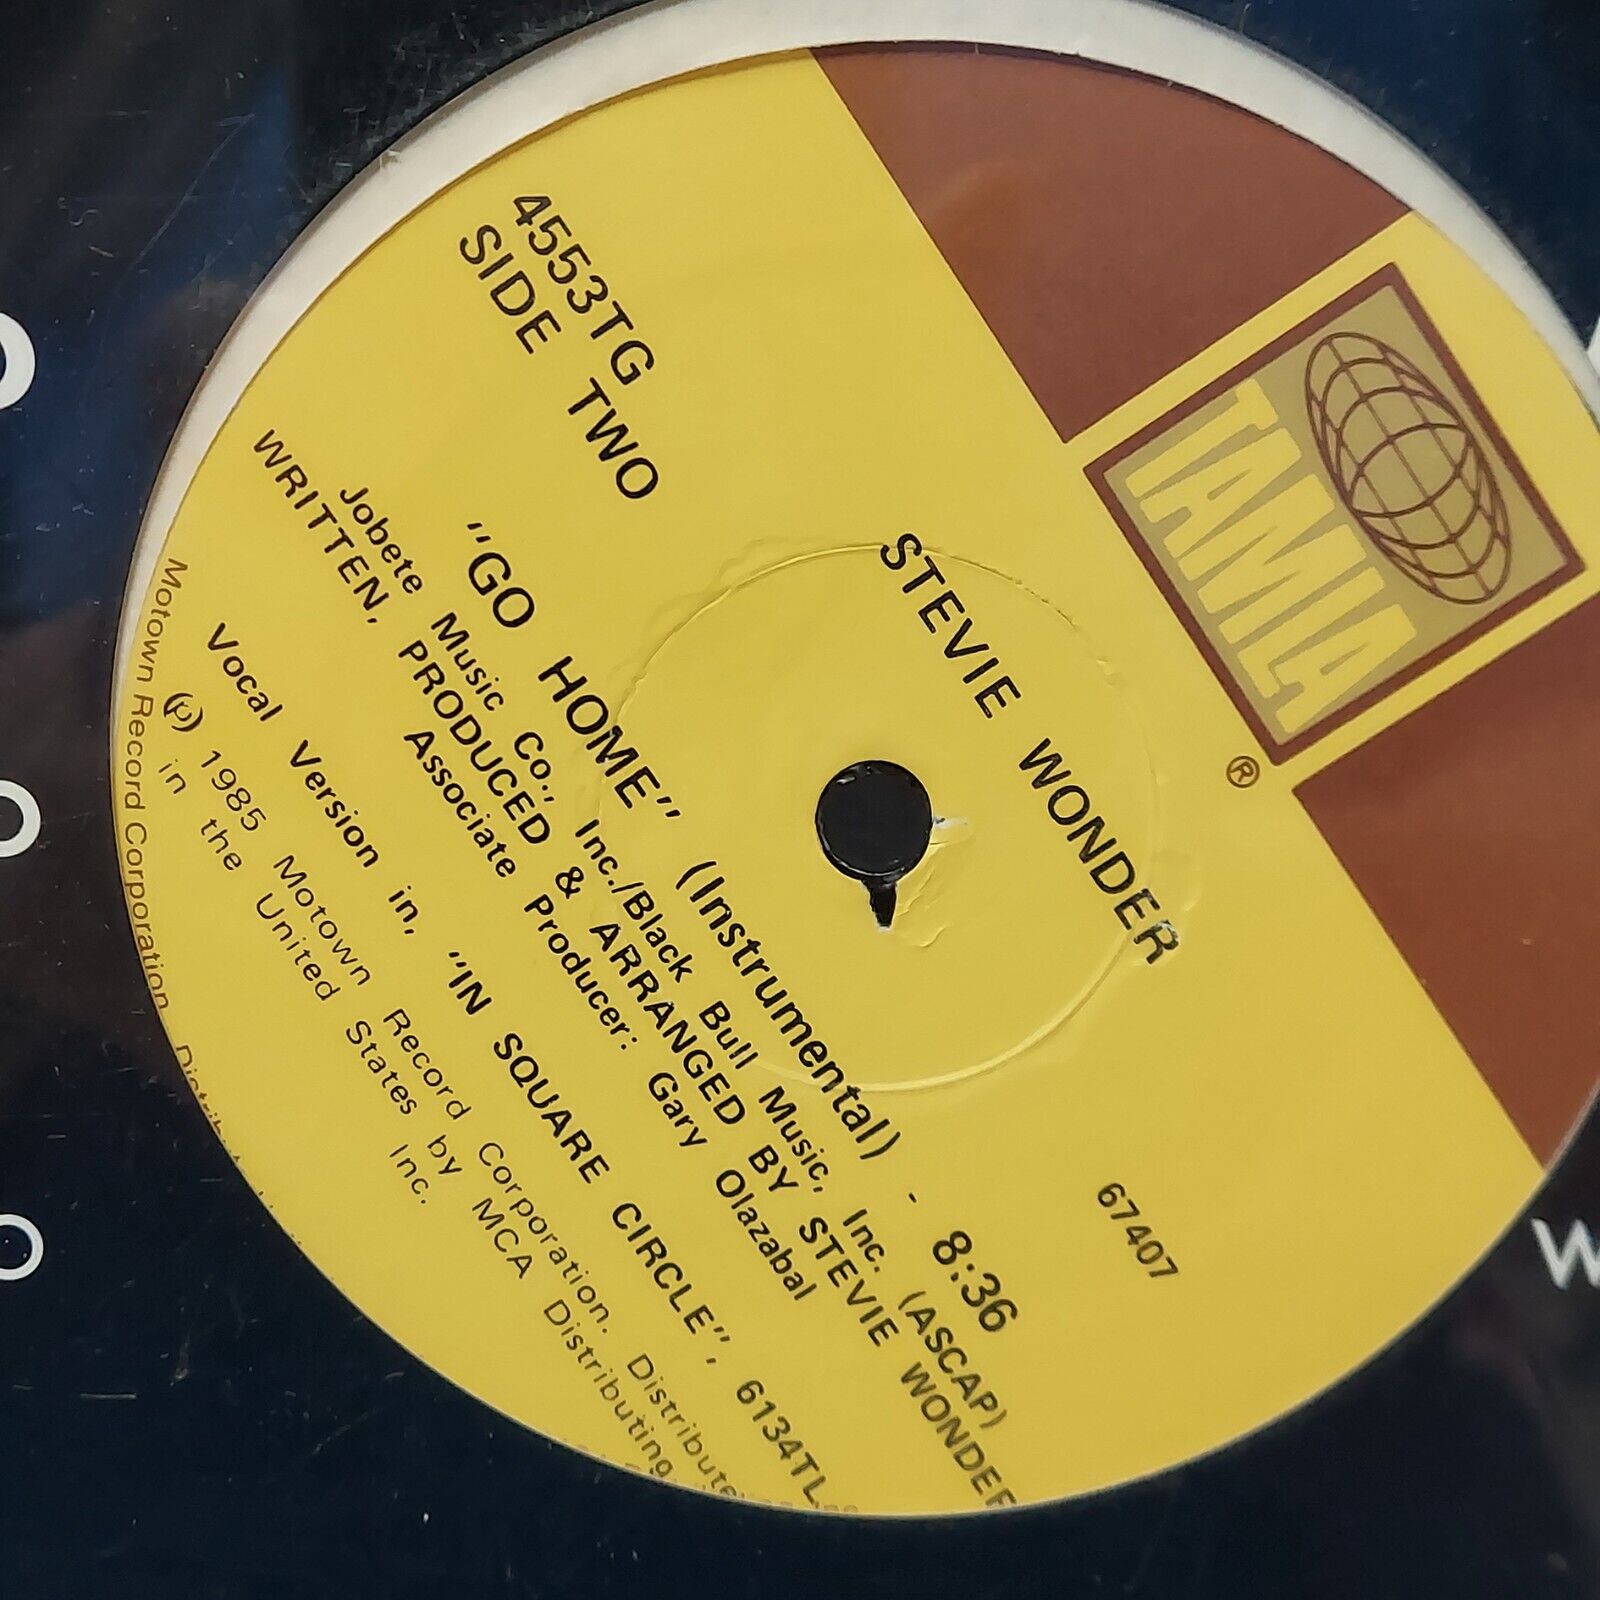 TAMLA
®
STEVIE WONDER
67407
4553TG
SIDE TWO
"GO HOME" (Instrumental) - 8:36
Jobete Music Co., Inc./Black Bull Music, Inc. (ASCAP)
WRITTEN, PRODUCED & ARRANGED BY STEVIE WONDER
Associate Producer: Gary Olazabal
Vocal Version in, "IN SQUARE CIRCLE", 6134TL
(p) 1985 Motown Record Corporation. Distributed
in the United States by MCA Distributing,
Inc.
Motown Record Corporation